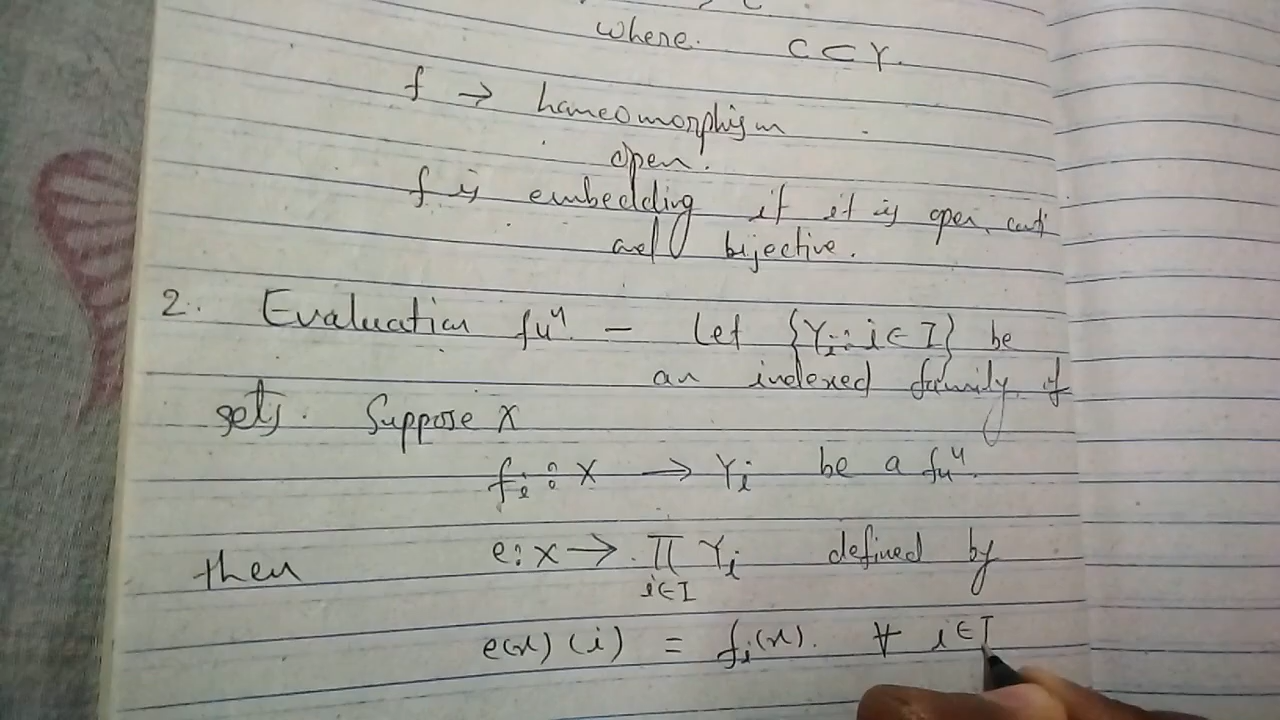 where. C ⊂ Y.
f → homeomorphism
open.
f is embedding if it is open, cont
and bijective.
2. Evaluation fuⁿ - Let {Yi : i ∈ I} be
an indexed family of
sets. Suppose X
fi : X → Yi be a fuⁿ.
then e: X → ∏ Yi defined by
i∈I
e(x) (i) = fi(x). ∀ i ∈ I